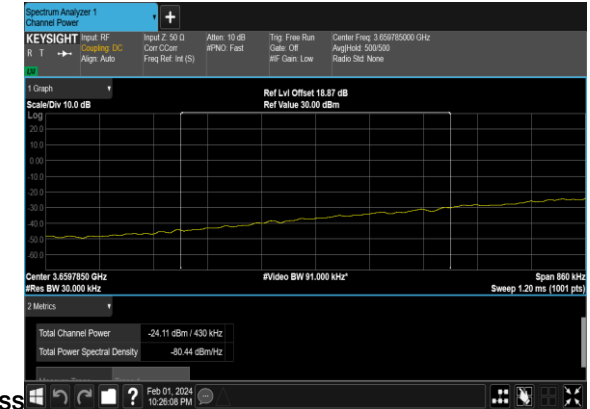 Spectrum Analyzer 1
Channel Power
KEYSIGHT
R T
LW
Input: RF
Coupling: DC
Align: Auto
Input Z: 50 Ω
Corr CCorr
Freq Ref: Int (S)
Atten: 10 dB
#PNO: Fast
Trig: Free Run
Gate: Off
#IF Gain: Low
Center Freq: 3.659785000 GHz
Avg|Hold: 500/500
Radio Std: None
1 Graph
Scale/Div 10.0 dB
Ref Lvl Offset 18.87 dB
Ref Value 30.00 dBm
Log
20.0
10.0
0.00
-10.0
-20.0
-30.0
-40.0
-50.0
-60.0
Center 3.6597850 GHz
#Res BW 30.000 kHz
#Video BW 91.000 kHz*
Span 860 kHz
Sweep 1.20 ms (1001 pts)
2 Metrics
Total Channel Power -24.11 dBm / 430 kHz
Total Power Spectral Density -80.44 dBm/Hz
ss
?
Feb 01, 2024
10:26:08 PM